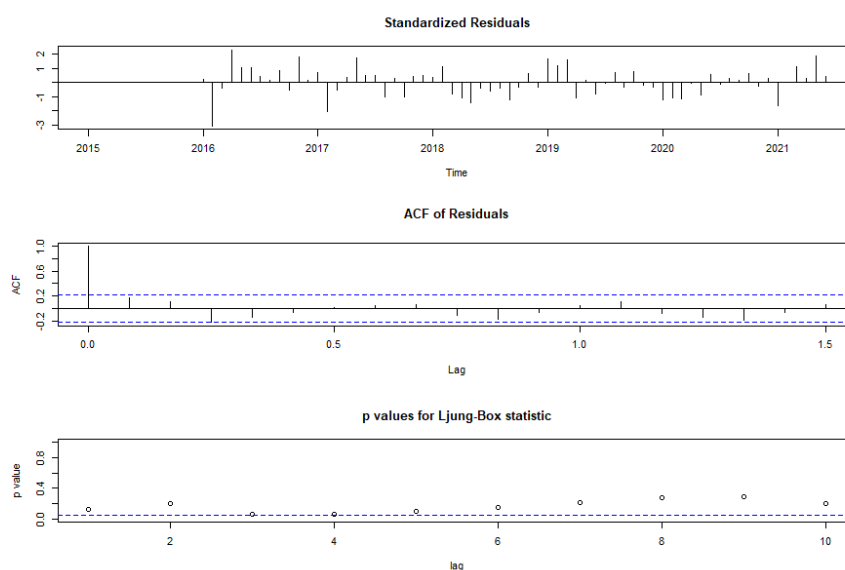 Standardized Residuals
2
1
-1
-3
2015 2016 2017 2018 2019 2020 2021
Time
ACF of Residuals
ACF
1.0
0.6
0.2
-0.2
0.0 0.5 1.0 1.5
Lag
p values for Ljung-Box statistic
p value
0.8
0.4
0.0
2 4 6 8 10
lag